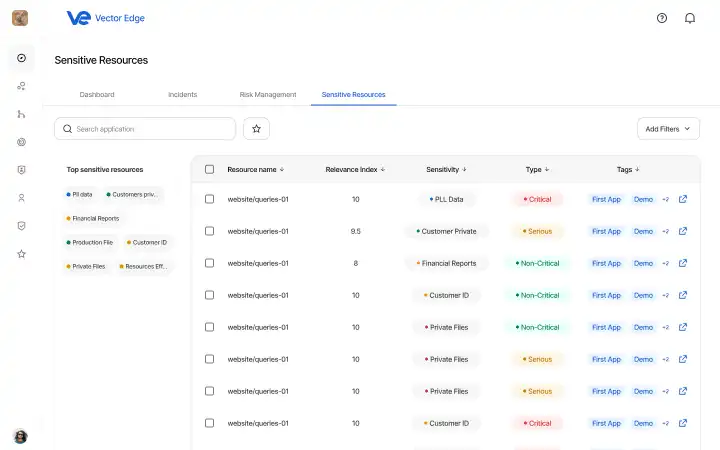 Vector Edge
Sensitive Resources
Dashboard Incidents Risk Management Sensitive Resources
Search application Add Filters
Top sensitive resources
PII data Customers priv...
Financial Reports
Production File Customer ID
Private Files Resources Eff...
Resource name Relevance Index Sensitivity Type Tags
website/queries-01 10 PLL Data Critical First App Demo +2
website/queries-01 9.5 Customer Private Serious First App Demo +2
website/queries-01 8 Financial Reports Non-Critical First App Demo +2
website/queries-01 10 Customer ID Non-Critical First App Demo +2
website/queries-01 10 Private Files Non-Critical First App Demo +2
website/queries-01 10 Private Files Serious First App Demo +2
website/queries-01 10 Private Files Serious First App Demo +2
website/queries-01 10 Customer ID Critical First App Demo +2